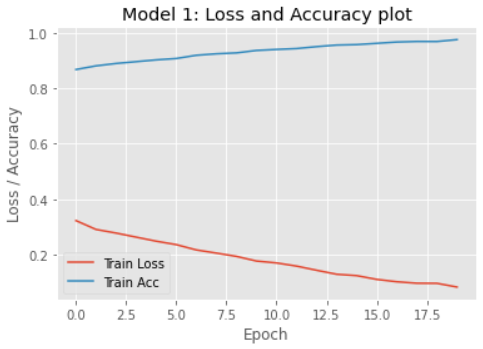 Model 1: Loss and Accuracy plot
1.0
0.8
0.6
0.4
0.2
Loss / Accuracy
Train Loss
Train Acc
0.0 2.5 5.0 7.5 10.0 12.5 15.0 17.5
Epoch